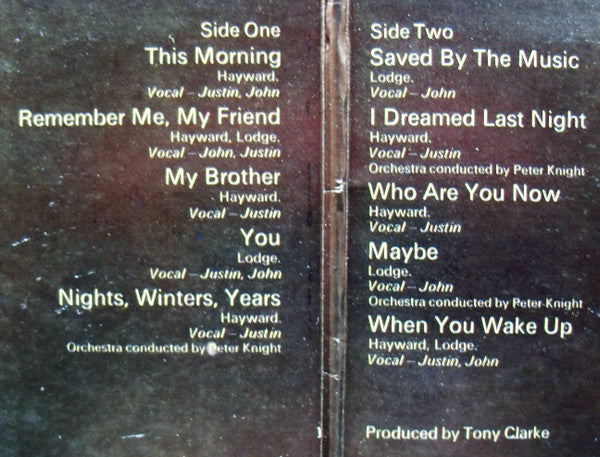 Side One
This Morning
Hayward.
Vocal – Justin, John
Remember Me, My Friend
Hayward, Lodge.
Vocal – John, Justin
My Brother
Hayward.
Vocal – Justin
You
Lodge.
Vocal – Justin, John
Nights, Winters, Years
Hayward.
Vocal – Justin
Orchestra conducted by Peter Knight
Side Two
Saved By The Music
Lodge.
Vocal – John
I Dreamed Last Night
Hayward.
Vocal – Justin
Orchestra conducted by Peter Knight
Who Are You Now
Hayward.
Vocal – Justin
Maybe
Lodge.
Vocal – John
Orchestra conducted by Peter Knight
When You Wake Up
Hayward, Lodge.
Vocal – Justin, John
Produced by Tony Clarke